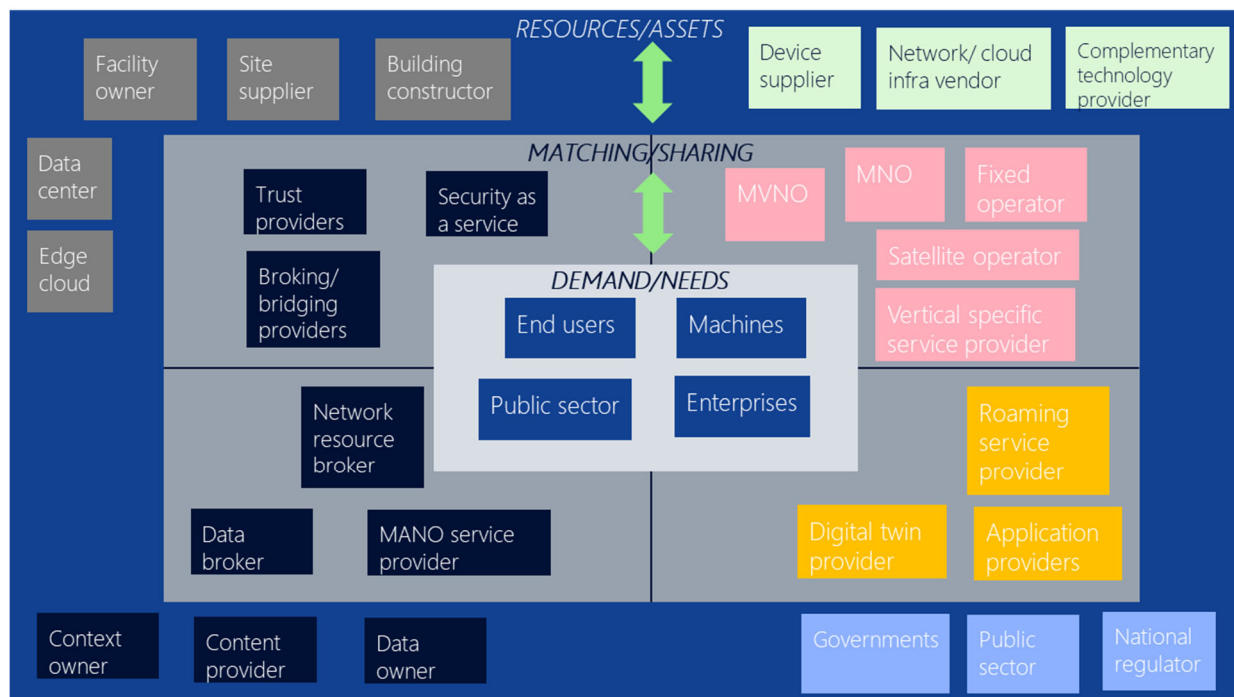 RESOURCES/ASSETS
Facility
owner
Site
supplier
Building
constructor
Device
supplier
Network/ cloud
infra vendor
Complementary
technology
provider
Data
center
Edge
cloud
MATCHING/SHARING
Trust
providers
Security as
a service
Broking/
bridging
providers
MVNO
MNO
Fixed
operator
Satellite operator
Vertical specific
service provider
DEMAND/NEEDS
End users
Machines
Public sector
Enterprises
Network
resource
broker
Data
broker
MANO service
provider
Roaming
service
provider
Digital twin
provider
Application
providers
Context
owner
Content
provider
Data
owner
Governments
Public
sector
National
regulator